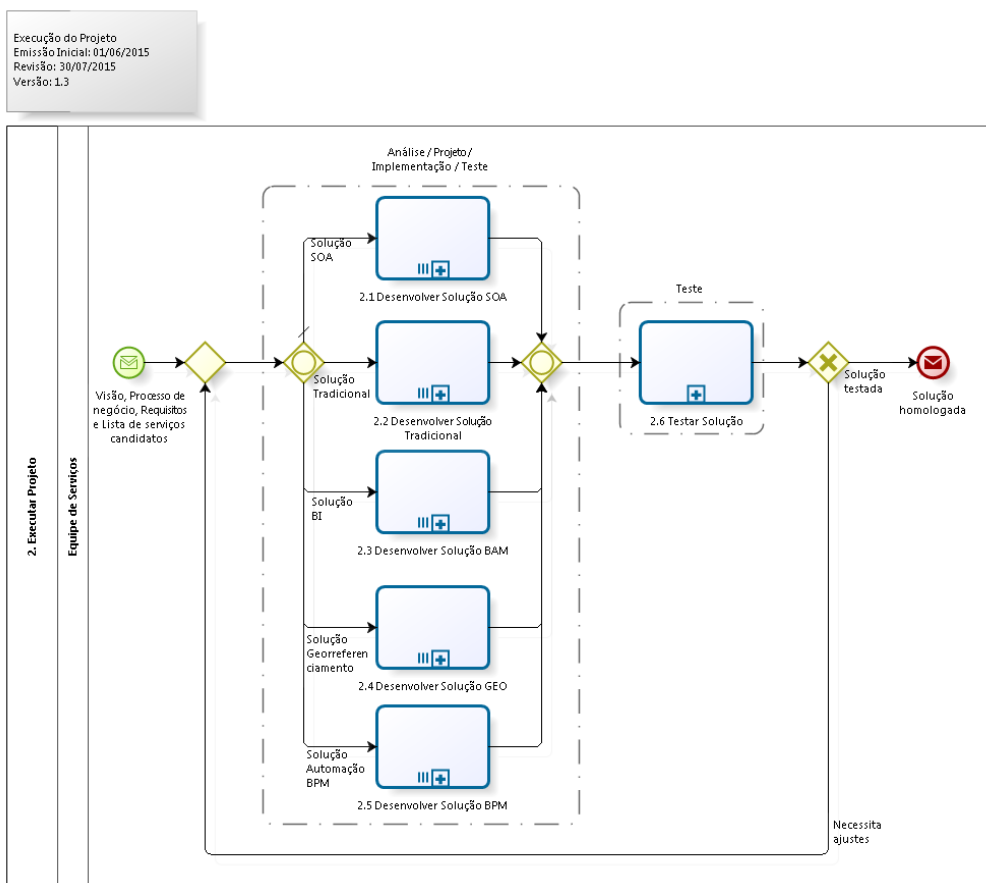 Execução do Projeto
Emissão Inicial: 01/06/2015
Revisão: 30/07/2015
Versão: 1.3
2. Executar Projeto
Equipe de Serviços
Visão, Processo de
negócio, Requisitos
e Lista de serviços
candidatos
Análise / Projeto /
Implementação / Teste
Solução
SOA
2.1 Desenvolver Solução SOA
Solução
Tradicional
2.2 Desenvolver Solução
Tradicional
Solução
BI
2.3 Desenvolver Solução BAM
Solução
Georreferen
ciamento
2.4 Desenvolver Solução GEO
Solução
Automação
BPM
2.5 Desenvolver Solução BPM
Teste
2.6 Testar Solução
Solução
testada
Solução
homologada
Necessita
ajustes